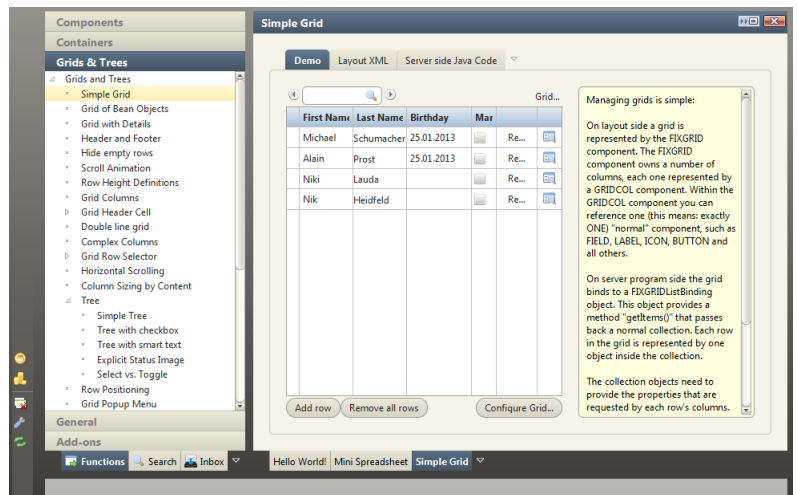 Components
Containers
Grids & Trees
Grids and Trees
Simple Grid
Grid of Bean Objects
Grid with Details
Header and Footer
Hide empty rows
Scroll Animation
Row Height Definitions
Grid Columns
Grid Header Cell
Double line grid
Complex Columns
Grid Row Selector
Horizontal Scrolling
Column Sizing by Content
Tree
Simple Tree
Tree with checkbox
Tree with smart text
Explicit Status Image
Select vs. Toggle
Row Positioning
Grid Popup Menu
General
Add-ons
Functions Search Inbox
Simple Grid
Demo Layout XML Server side Java Code
Grid...
First Name Last Name Birthday Mar
Michael Schumacher 25.01.2013 Re...
Alain Prost 25.01.2013 Re...
Niki Lauda Re...
Nik Heidfeld Re...
Add row Remove all rows Configure Grid...
Managing grids is simple:
On layout side a grid is
represented by the FIXGRID
component. The FIXGRID
component owns a number of
columns, each one represented by
a GRIDCOL component. Within the
GRIDCOL component you can
reference one (this means: exactly
ONE) "normal" component, such as
FIELD, LABEL, ICON, BUTTON and
all others.
On server program side the grid
binds to a FIXGRIDListBinding
object. This object provides a
method "getItems()" that passes
back a normal collection. Each row
in the grid is represented by one
object inside the collection.
The collection objects need to
provide the properties that are
requested by each row's columns.
Hello World! Mini Spreadsheet Simple Grid